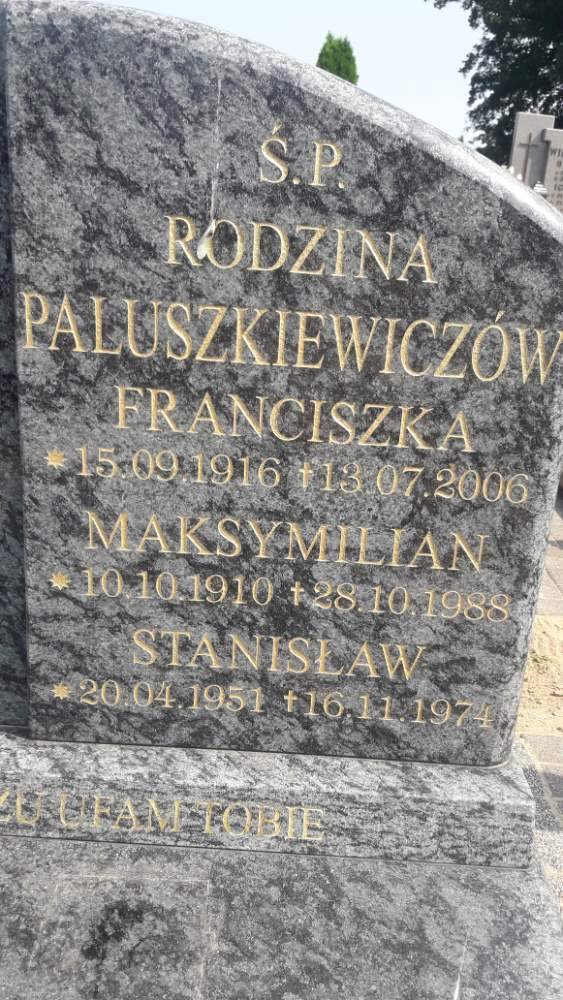 Ś.P.
RODZINA
PALUSZKIEWICZÓW
FRANCISZKA
*15.09.1916 †13.07.2006
MAKSYMILIAN
*10.10.1910 †28.10.1988
STANISŁAW
*20.04.1951 †16.11.1974
ZU UFAM TOBIE